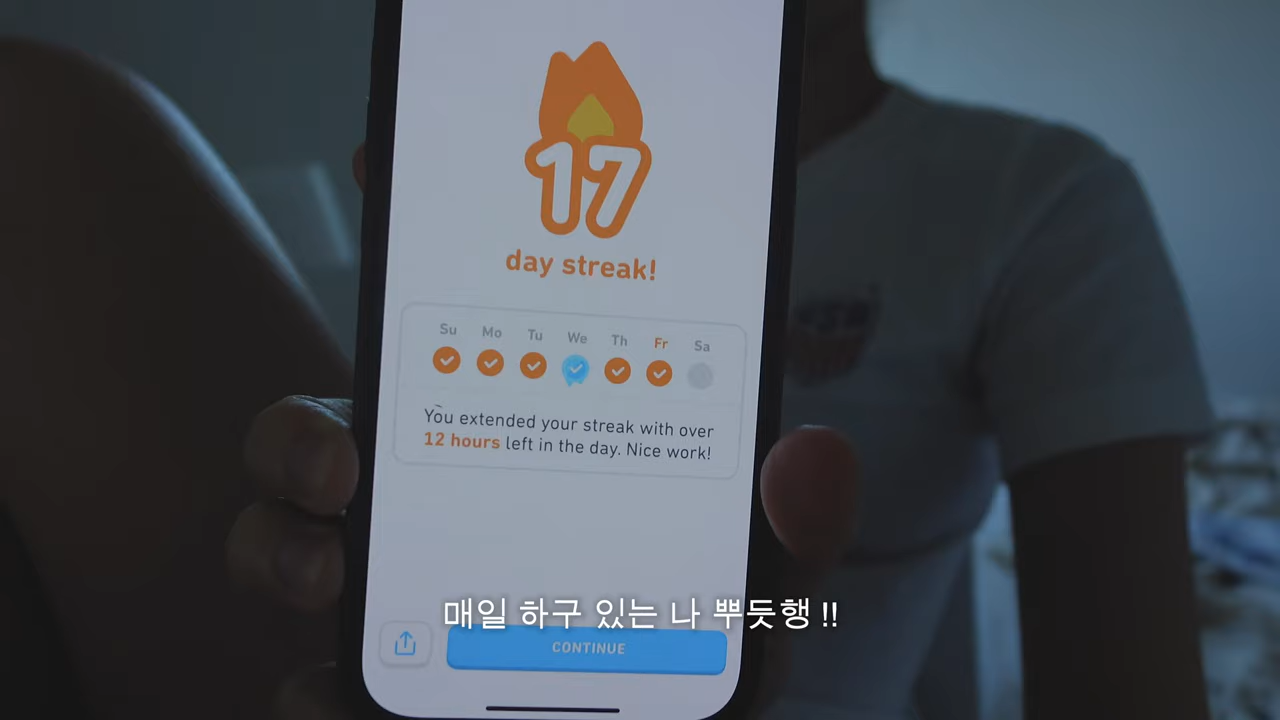 17
day streak!
Su Mo Tu We Th Fr Sa
You extended your streak with over
12 hours left in the day. Nice work!
매일 하구 있는 나 뿌듯행 !!
CONTINUE